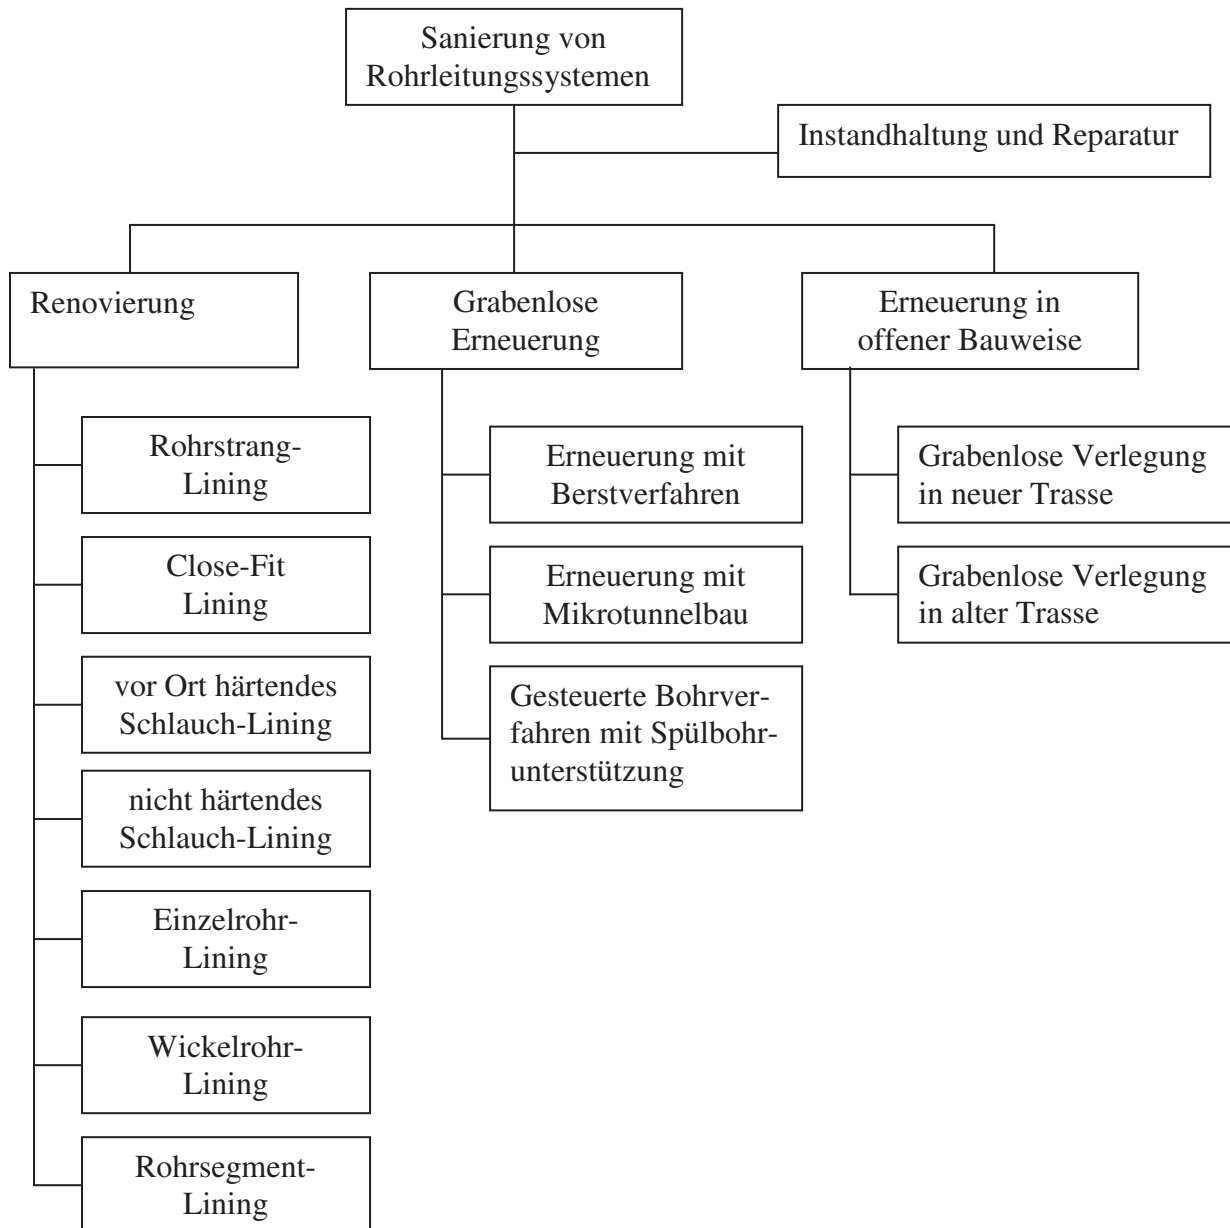 Sanierung von
Rohrleitungssystemen
Instandhaltung und Reparatur
Renovierung
Rohrstrang-
Lining
Close-Fit
Lining
vor Ort härtendes
Schlauch-Lining
nicht härtendes
Schlauch-Lining
Einzelrohr-
Lining
Wickelrohr-
Lining
Rohrsegment-
Lining
Grabenlose
Erneuerung
Erneuerung mit
Berstverfahren
Erneuerung mit
Mikrotunnelbau
Gesteuerte Bohrver-
fahren mit Spülbohr-
unterstützung
Erneuerung in
offener Bauweise
Grabenlose Verlegung
in neuer Trasse
Grabenlose Verlegung
in alter Trasse